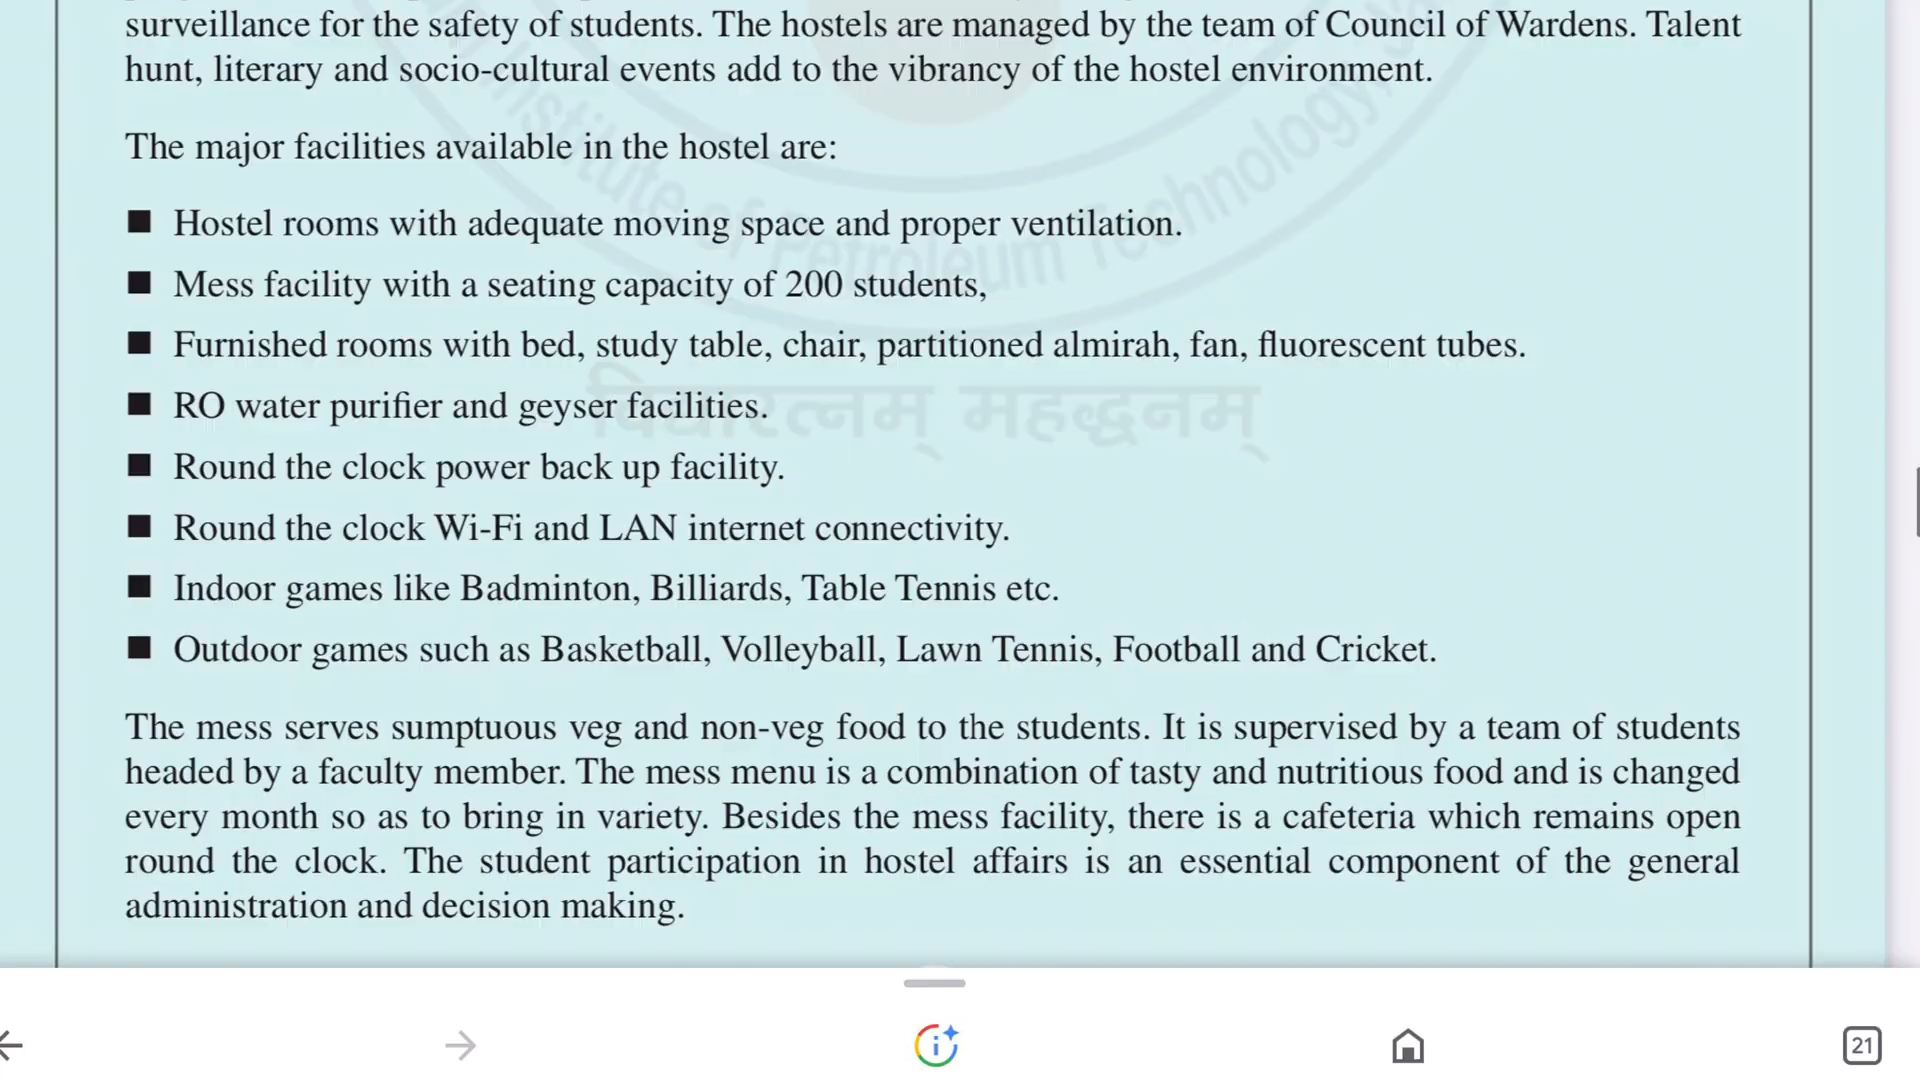 surveillance for the safety of students. The hostels are managed by the team of Council of Wardens. Talent
hunt, literary and socio-cultural events add to the vibrancy of the hostel environment.
The major facilities available in the hostel are:
■ Hostel rooms with adequate moving space and proper ventilation.
■ Mess facility with a seating capacity of 200 students,
■ Furnished rooms with bed, study table, chair, partitioned almirah, fan, fluorescent tubes.
■ RO water purifier and geyser facilities.
■ Round the clock power back up facility.
■ Round the clock Wi-Fi and LAN internet connectivity.
■ Indoor games like Badminton, Billiards, Table Tennis etc.
■ Outdoor games such as Basketball, Volleyball, Lawn Tennis, Football and Cricket.
The mess serves sumptuous veg and non-veg food to the students. It is supervised by a team of students
headed by a faculty member. The mess menu is a combination of tasty and nutritious food and is changed
every month so as to bring in variety. Besides the mess facility, there is a cafeteria which remains open
round the clock. The student participation in hostel affairs is an essential component of the general
administration and decision making.
Institute of Petroleum Technology,
विद्यारत्नम् महद्धनम्
21